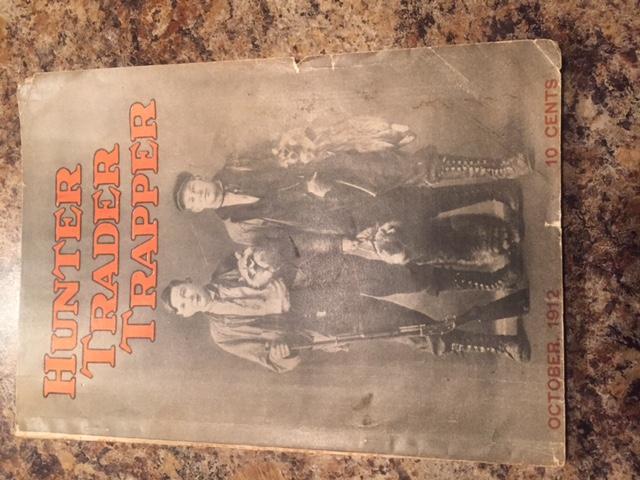 HUNTER
TRADER
TRAPPER
OCTOBER, 1912 10 CENTS